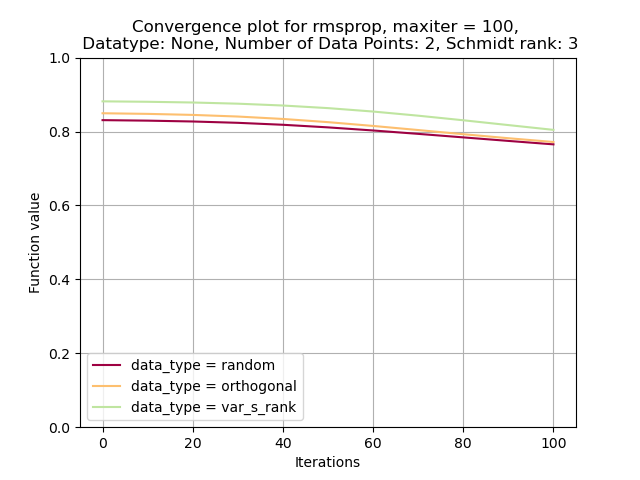 Convergence plot for rmsprop, maxiter = 100,
Datatype: None, Number of Data Points: 2, Schmidt rank: 3
1.0
0.8
0.6
0.4
0.2
0.0
Function value
data_type = random
data_type = orthogonal
data_type = var_s_rank
0 20 40 60 80 100
Iterations